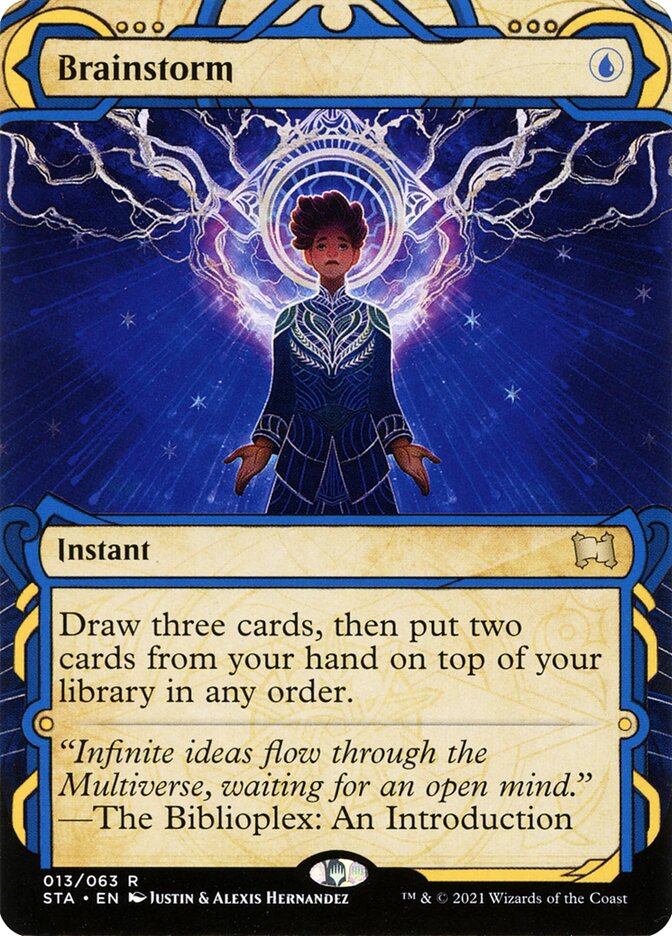 Brainstorm
Instant
Draw three cards, then put two
cards from your hand on top of your
library in any order.
“Infinite ideas flow through the
Multiverse, waiting for an open mind.”
—The Biblioplex: An Introduction
013/063 R
STA • EN Justin & Alexis Hernandez
™ & © 2021 Wizards of the Coast